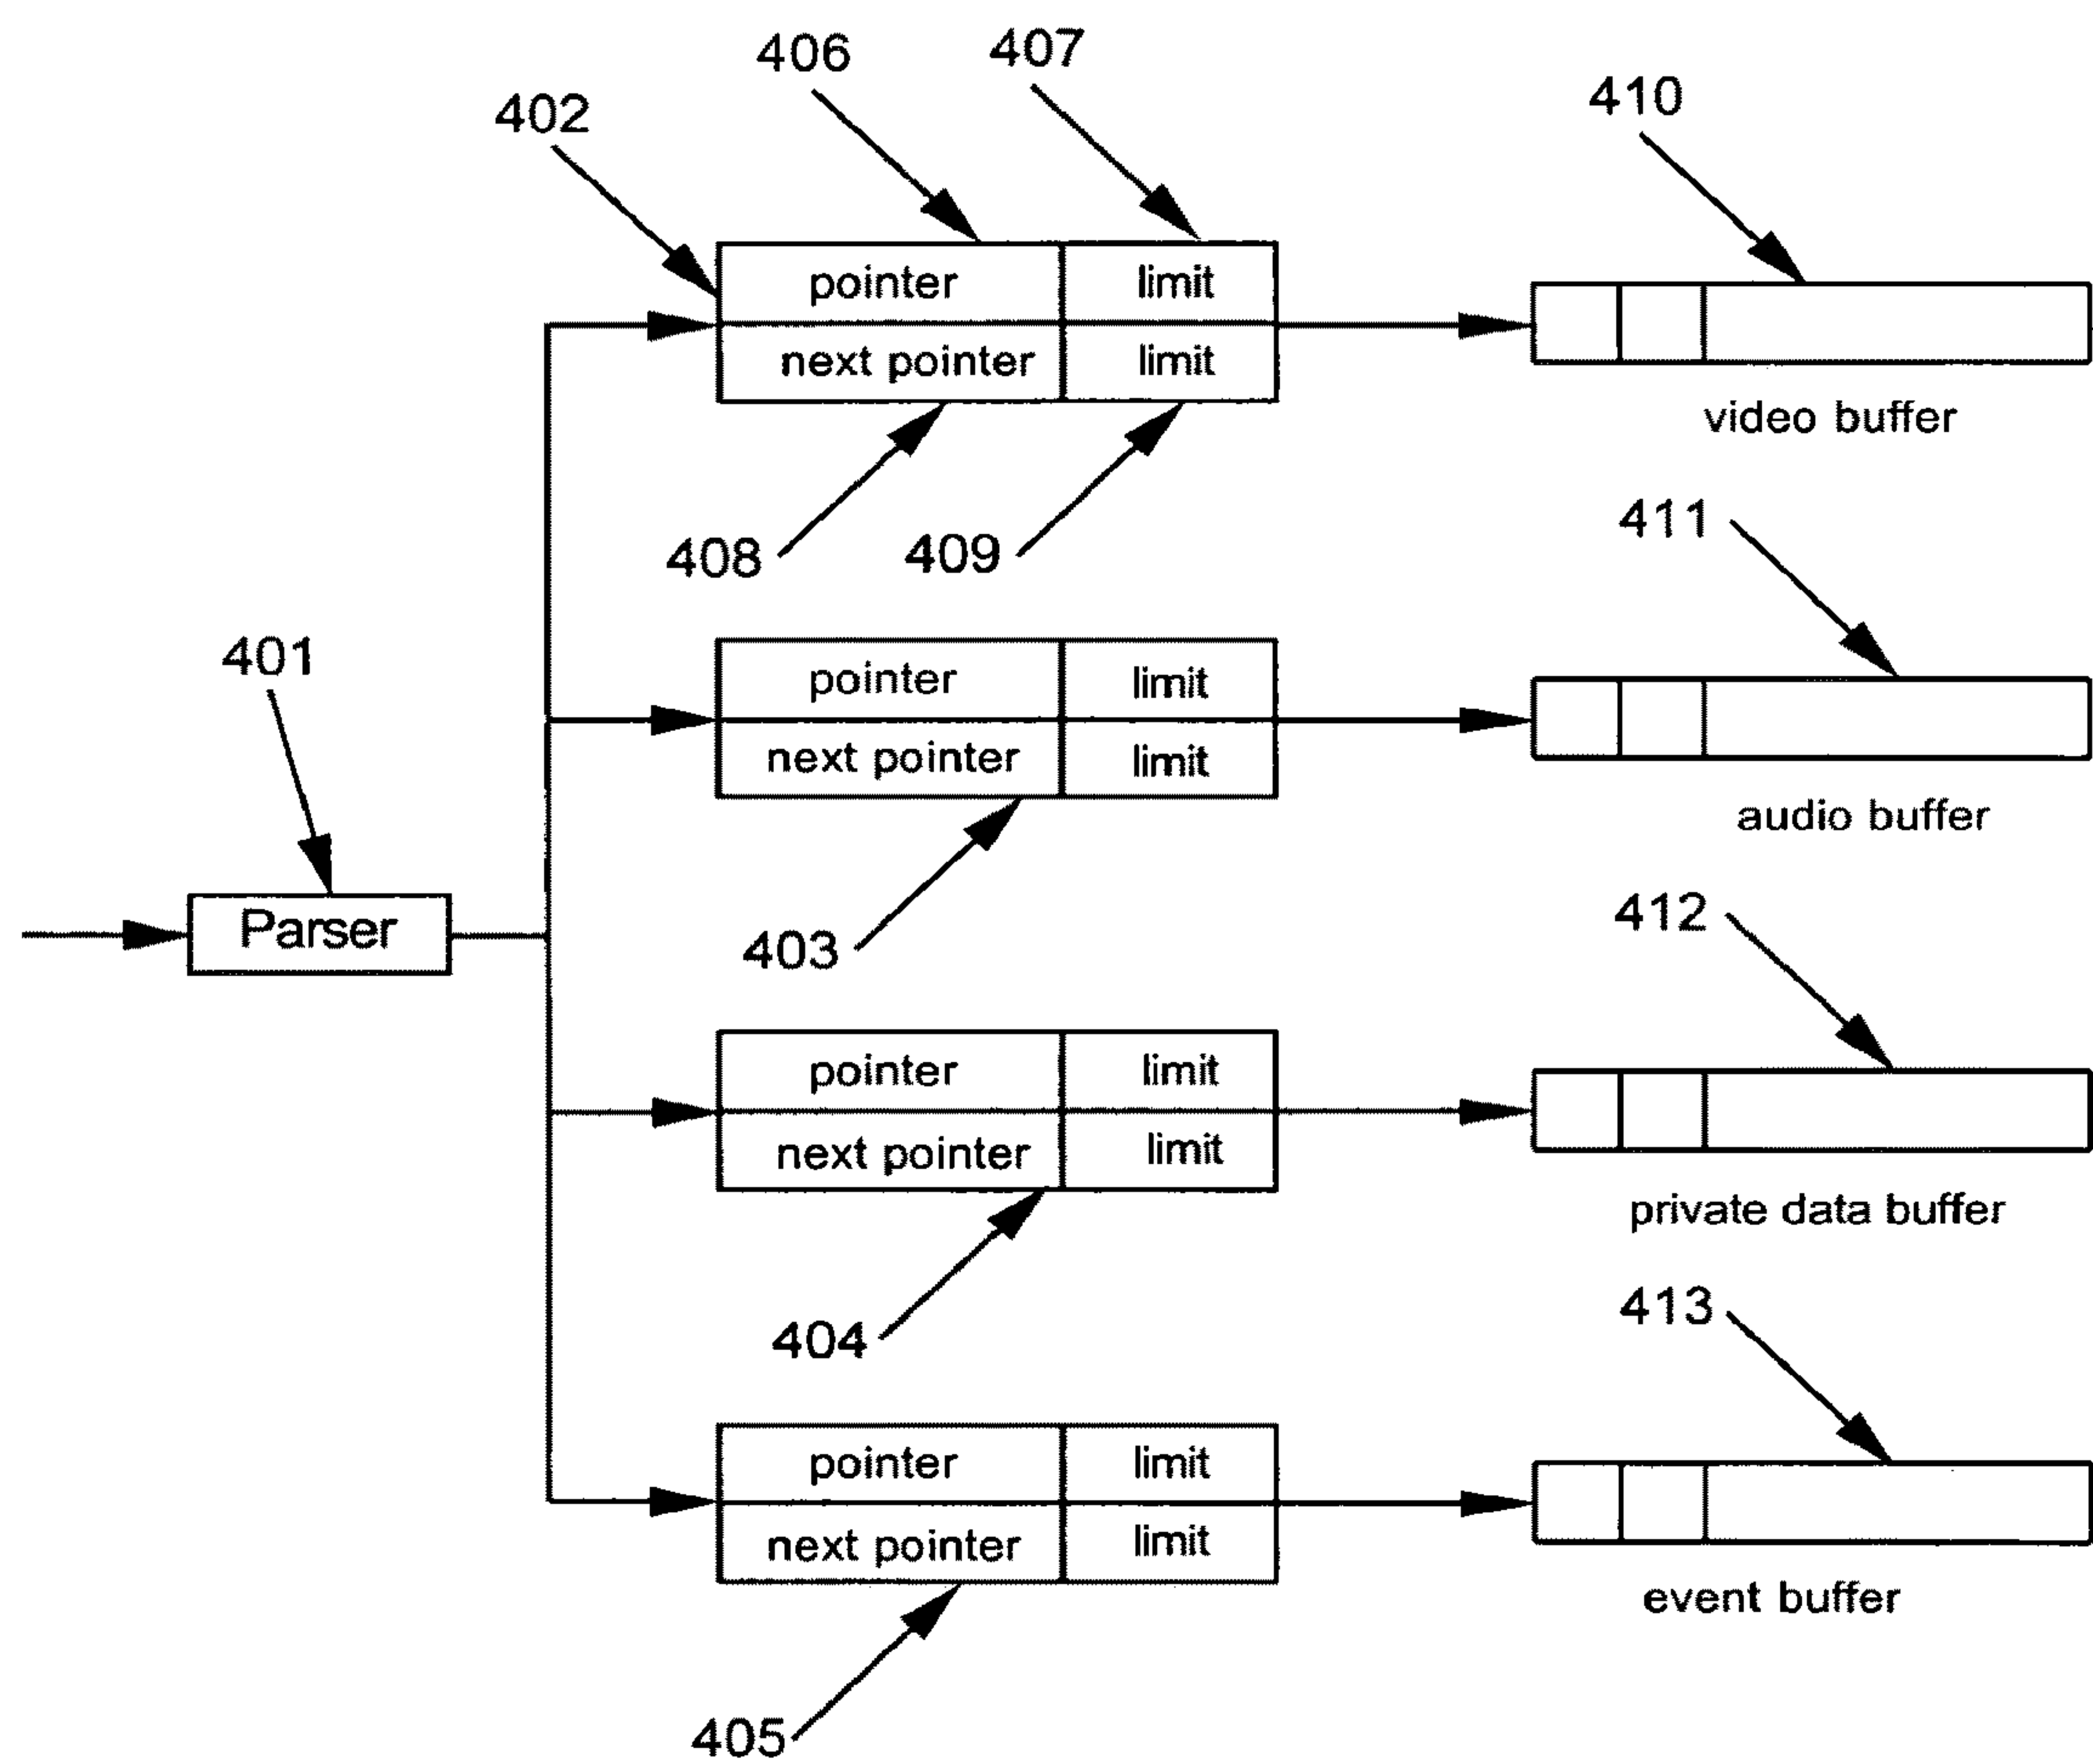 406
407
402
410
pointer
limit
next pointer
limit
video buffer
408
409
411
401
pointer
limit
next pointer
limit
audio buffer
Parser
403
412
pointer
limit
next pointer
limit
private data buffer
404
413
pointer
limit
next pointer
limit
event buffer
405